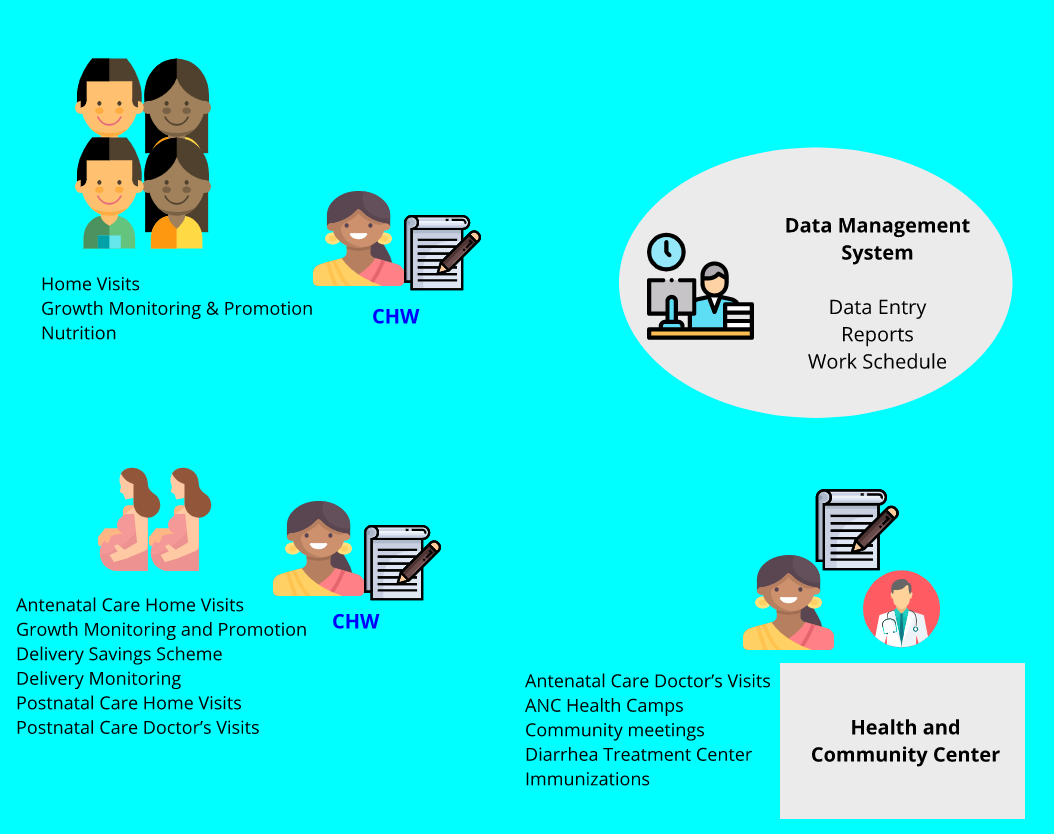 Home Visits
Growth Monitoring & Promotion
Nutrition
CHW
Data Management
System
Data Entry
Reports
Work Schedule
Antenatal Care Home Visits
Growth Monitoring and Promotion
Delivery Savings Scheme
Delivery Monitoring
Postnatal Care Home Visits
Postnatal Care Doctor’s Visits
CHW
Antenatal Care Doctor’s Visits
ANC Health Camps
Community meetings
Diarrhea Treatment Center
Immunizations
Health and
Community Center